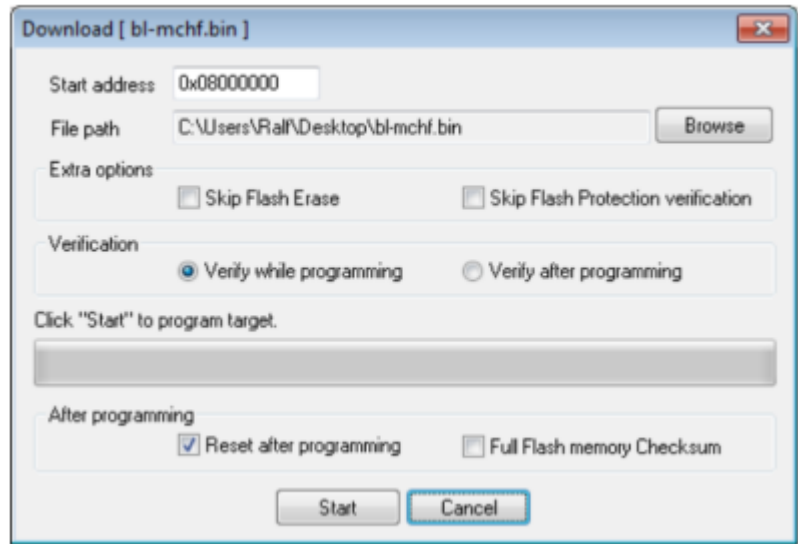 Download [ bl-mchf.bin ]
Start address 0x08000000
File path C:\Users\Ralf\Desktop\bl-mchf.bin Browse
Extra options
Skip Flash Erase Skip Flash Protection verification
Verification
Verify while programming Verify after programming
Click "Start" to program target.
After programming
Reset after programming Full Flash memory Checksum
Start Cancel